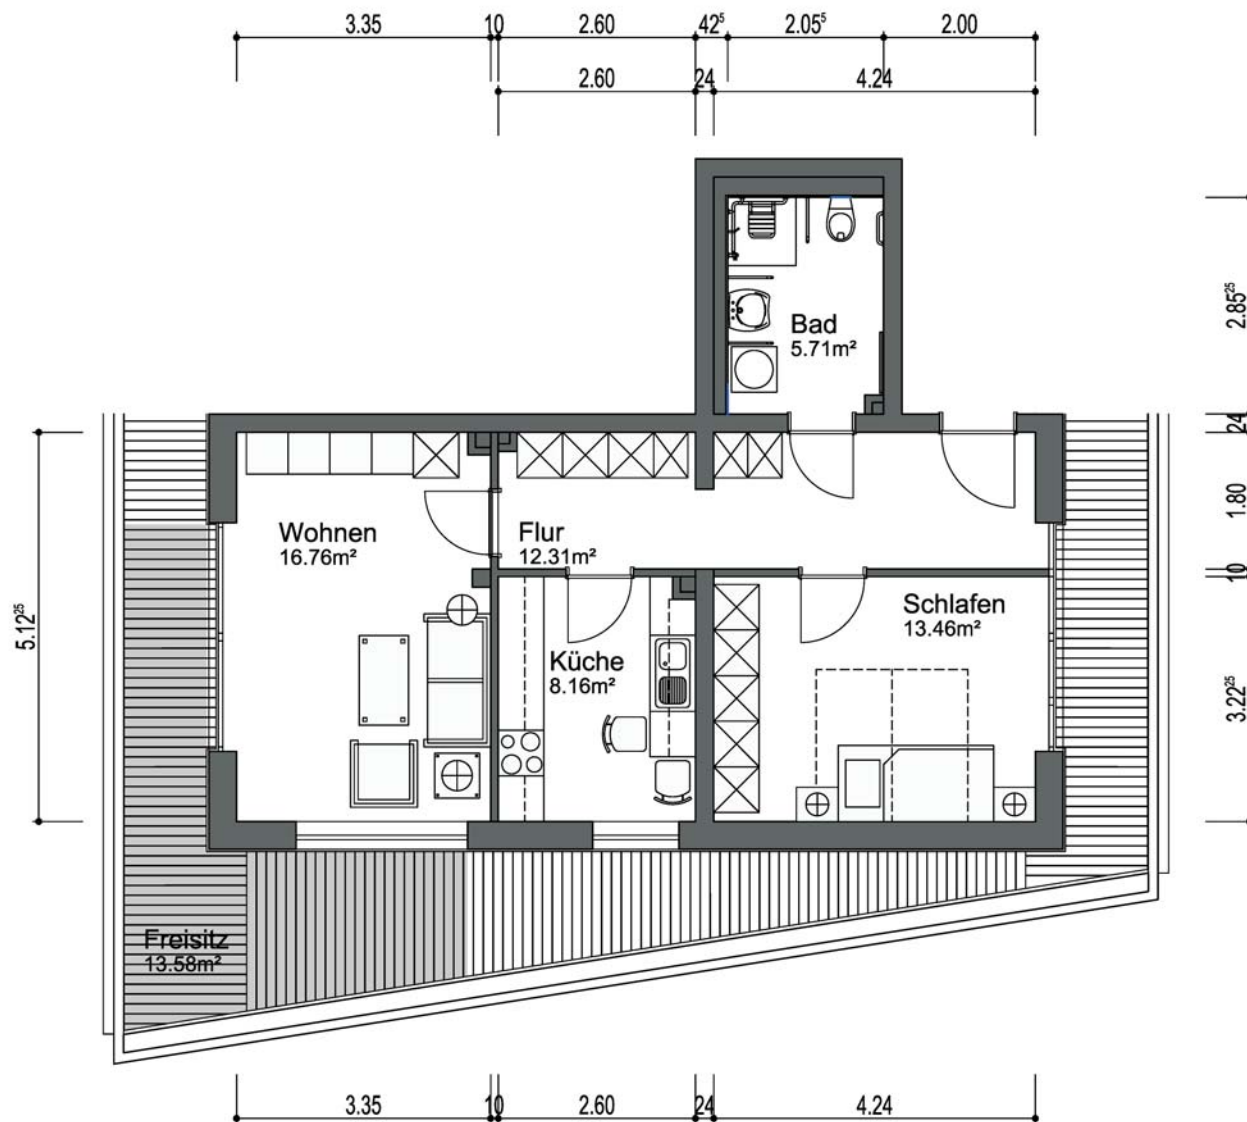 3.35 10 2.60 42⁵ 2.05⁵ 2.00
2.60 24 4.24
2.85²⁵
Bad
5.71m²
24
1.80
Wohnen
16.76m²
Flur
12.31m²
10
5.12²⁵
Schlafen
13.46m²
Küche
8.16m²
3.22²⁵
Freisitz
13.58m²
3.35 10 2.60 24 4.24